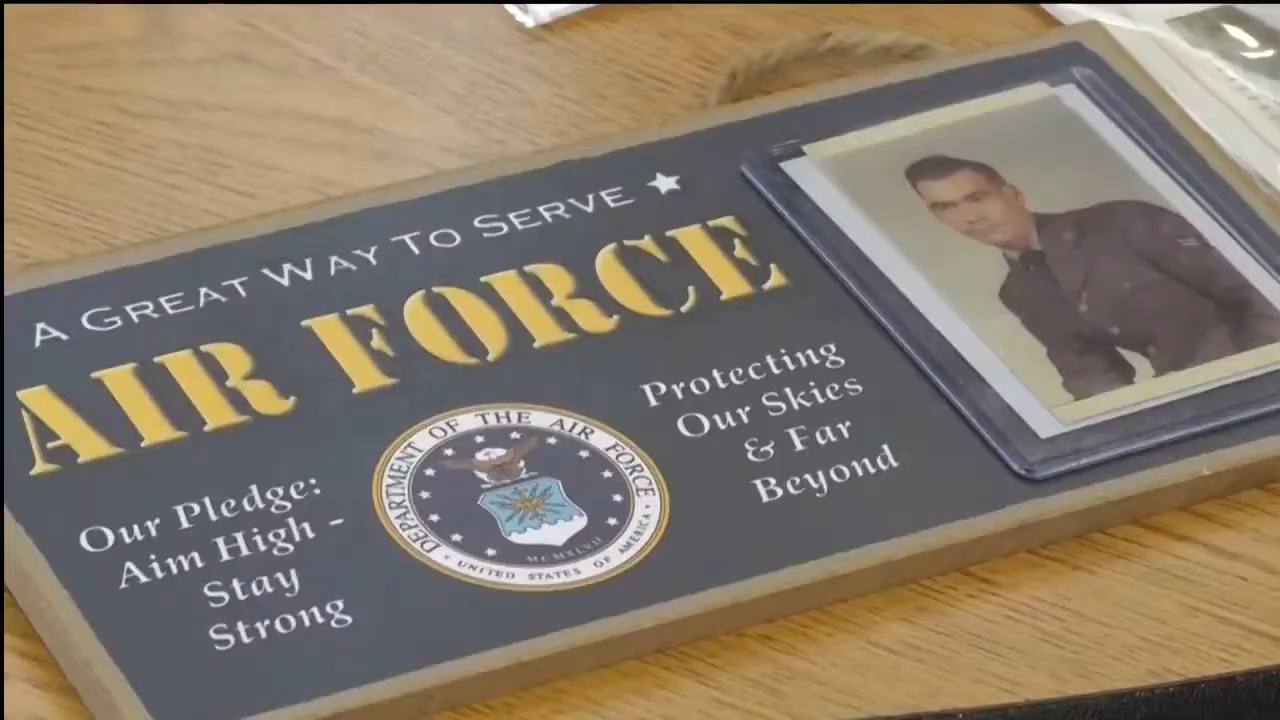 A GREAT WAY TO SERVE
AIR FORCE
Our Pledge:
Aim High -
Stay
Strong
DEPARTMENT OF THE AIR FORCE
MCMXLVII
UNITED STATES OF AMERICA
Protecting
Our Skies
& Far
Beyond